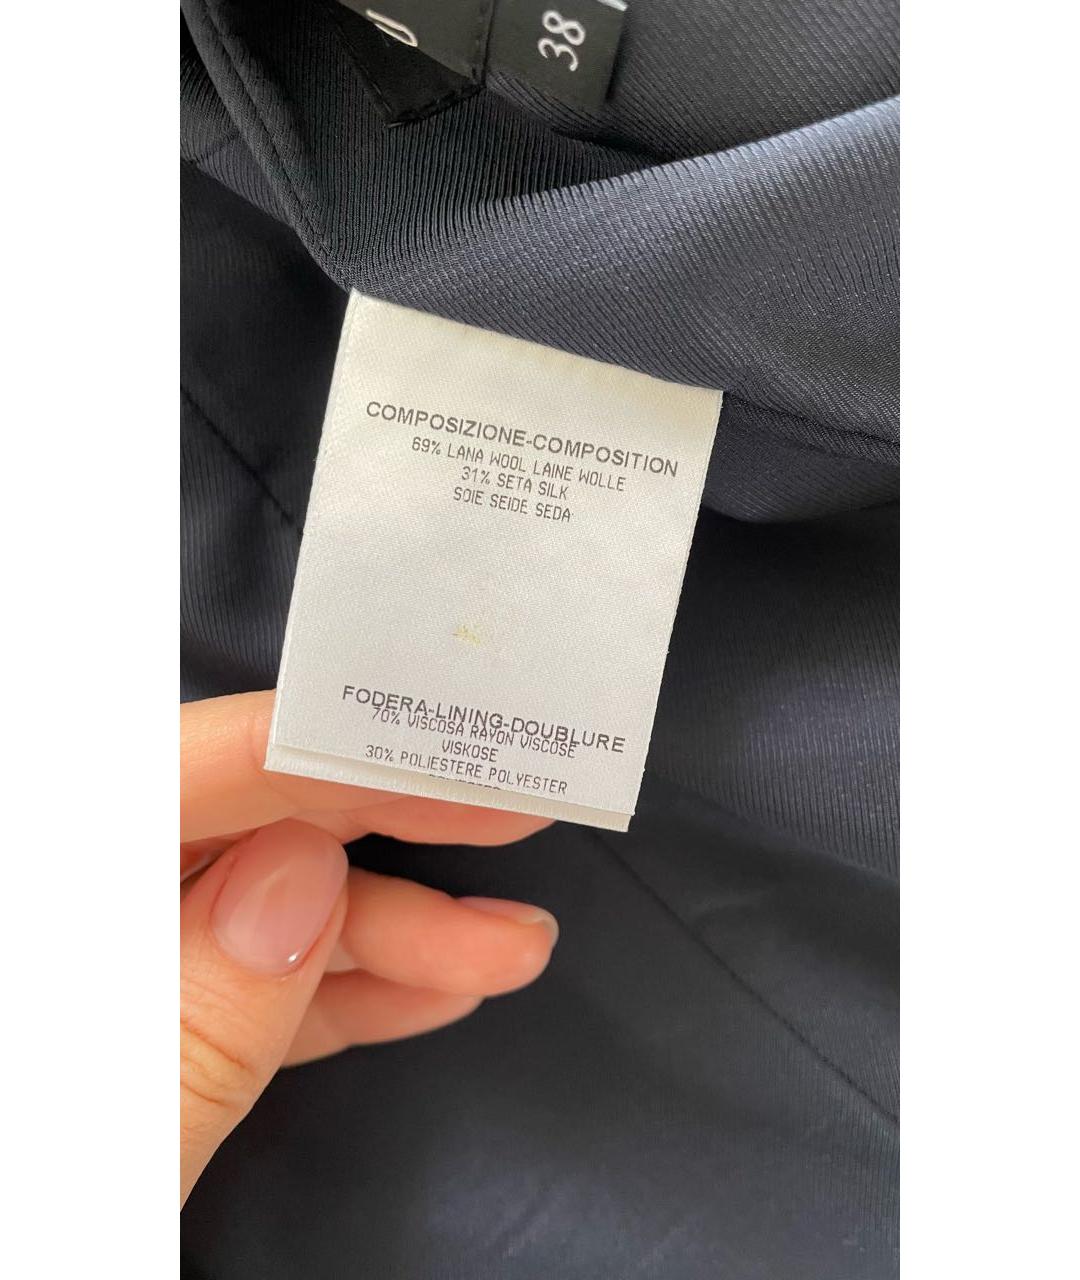 38
COMPOSIZIONE-COMPOSITION
69% LANA WOOL LAINE WOLLE
31% SETA SILK
SOIE SEIDE SEDA
FODERA-LINING-DOUBLURE
70% VISCOSA RAYON VISCOSE
VISKOSE
30% POLIESTERE POLYESTER